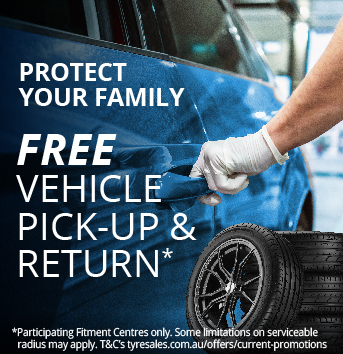 PROTECT
YOUR FAMILY
FREE
VEHICLE
PICK-UP &
RETURN*
*Participating Fitment Centres only. Some limitations on serviceable
radius may apply. T&C's tyresales.com.au/offers/current-promotions